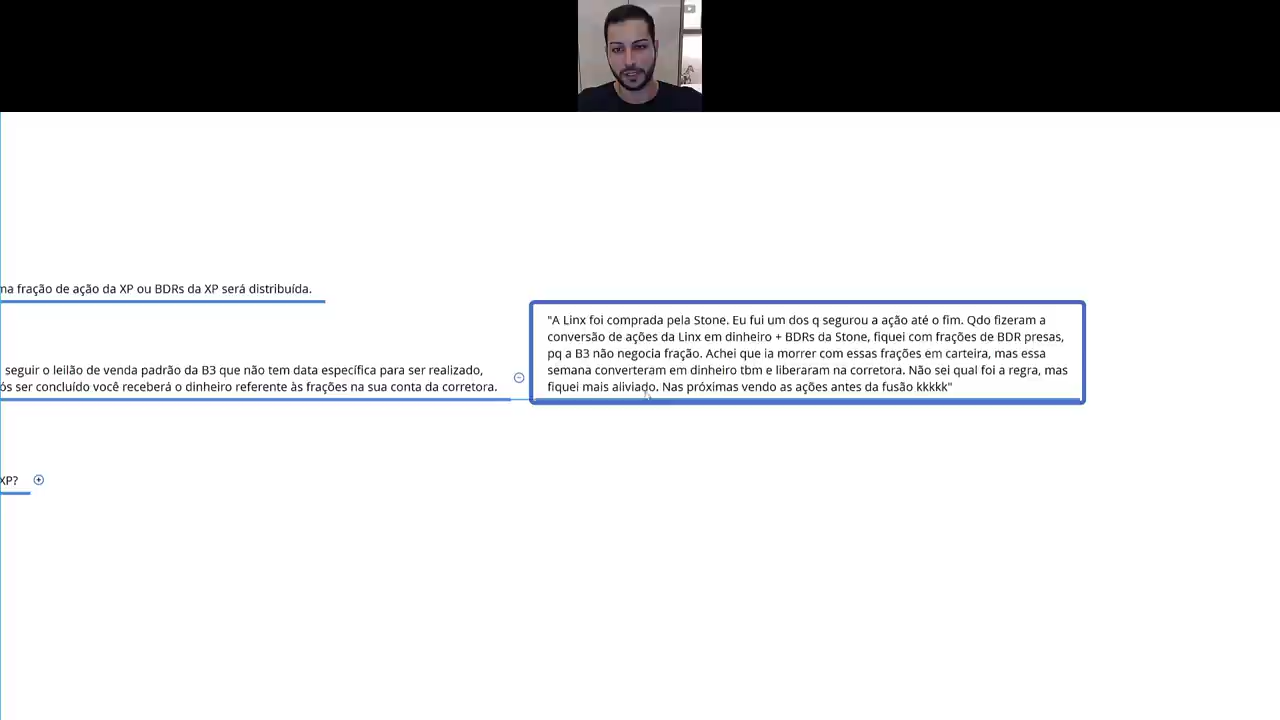 na fração de ação da XP ou BDRs da XP será distribuída.
"A Linx foi comprada pela Stone. Eu fui um dos q segurou a ação até o fim. Qdo fizeram a
conversão de ações da Linx em dinheiro + BDRs da Stone, fiquei com frações de BDR presas,
pq a B3 não negocia fração. Achei que ia morrer com essas frações em carteira, mas essa
semana converteram em dinheiro tbm e liberaram na corretora. Não sei qual foi a regra, mas
fiquei mais aliviado. Nas próximas vendo as ações antes da fusão kkkkk"
seguir o leilão de venda padrão da B3 que não tem data específica para ser realizado,
ós ser concluído você receberá o dinheiro referente às frações na sua conta da corretora.
XP?